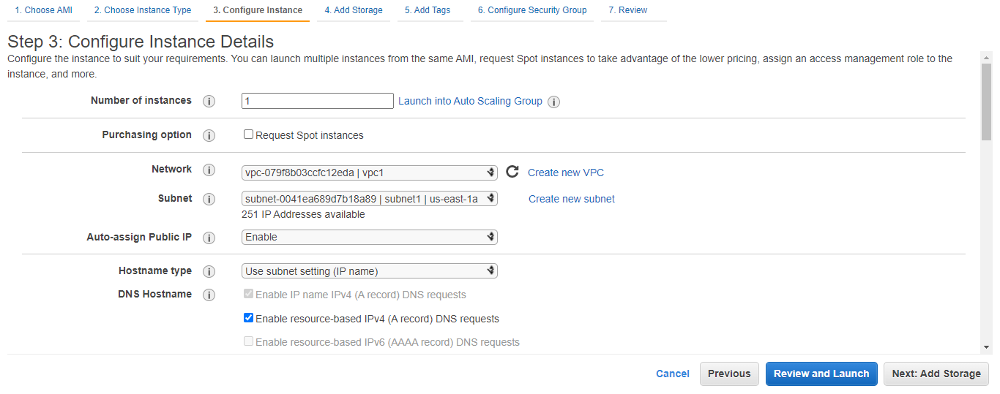 1. Choose AMI 2. Choose Instance Type 3. Configure Instance 4. Add Storage 5. Add Tags 6. Configure Security Group 7. Review
Step 3: Configure Instance Details
Configure the instance to suit your requirements. You can launch multiple instances from the same AMI, request Spot instances to take advantage of the lower pricing, assign an access management role to the
instance, and more.
Number of instances i 1 Launch into Auto Scaling Group i
Purchasing option i Request Spot instances
Network i vpc-079f8b03ccfc12eda | vpc1 Create new VPC
Subnet i subnet-0041ea689d7b18a89 | subnet1 | us-east-1a Create new subnet
251 IP Addresses available
Auto-assign Public IP i Enable
Hostname type i Use subnet setting (IP name)
DNS Hostname i Enable IP name IPv4 (A record) DNS requests
Enable resource-based IPv4 (A record) DNS requests
Enable resource-based IPv6 (AAAA record) DNS requests
Cancel Previous Review and Launch Next: Add Storage